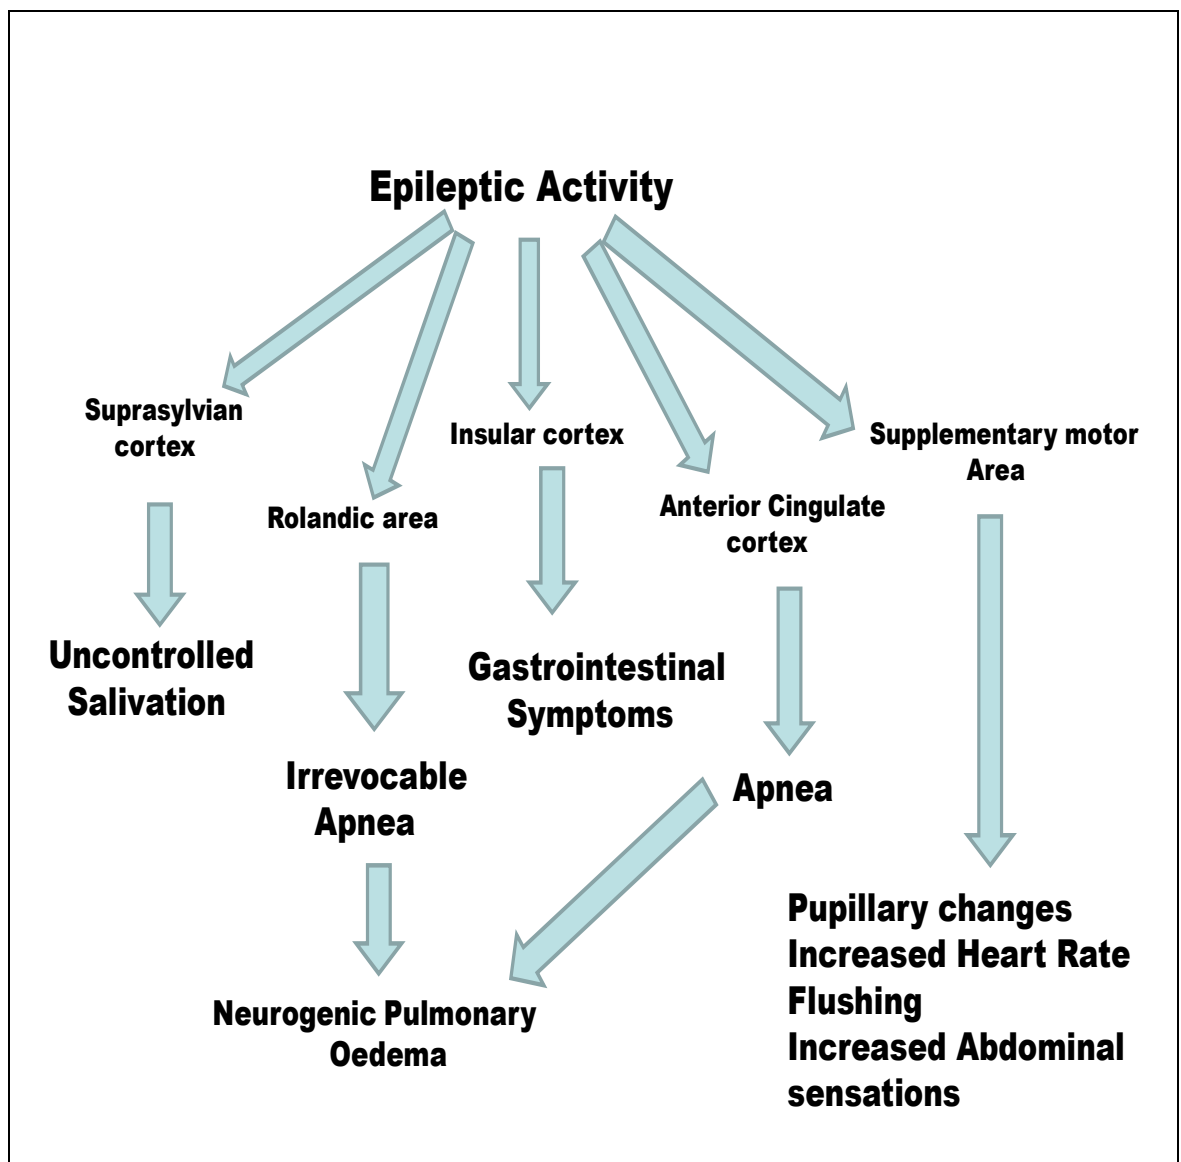 Epileptic Activity
Suprasylvian
cortex
Insular cortex
Supplementary motor
Area
Rolandic area
Anterior Cingulate
cortex
Uncontrolled
Salivation
Gastrointestinal
Symptoms
Irrevocable
Apnea
Apnea
Pupillary changes
Increased Heart Rate
Flushing
Increased Abdominal
sensations
Neurogenic Pulmonary
Oedema